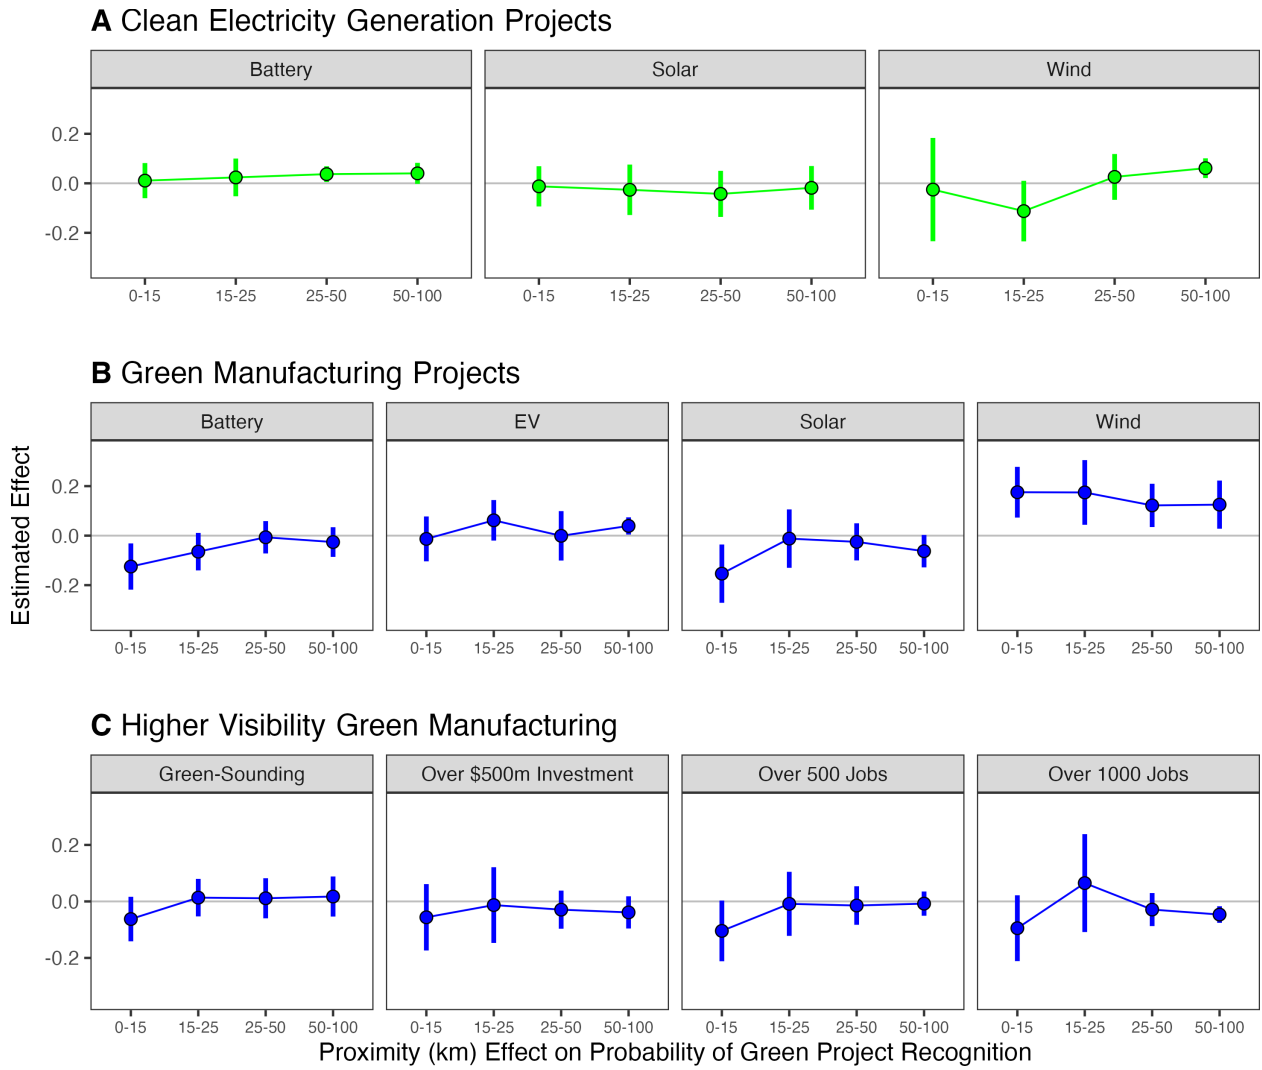 A Clean Electricity Generation Projects
Battery Solar Wind
0.2
0.0
-0.2
0-15 15-25 25-50 50-100 0-15 15-25 25-50 50-100 0-15 15-25 25-50 50-100
B Green Manufacturing Projects
Battery EV Solar Wind
Estimated Effect
0.2
0.0
-0.2
0-15 15-25 25-50 50-100 0-15 15-25 25-50 50-100 0-15 15-25 25-50 50-100 0-15 15-25 25-50 50-100
C Higher Visibility Green Manufacturing
Green-Sounding Over $500m Investment Over 500 Jobs Over 1000 Jobs
0.2
0.0
-0.2
0-15 15-25 25-50 50-100 0-15 15-25 25-50 50-100 0-15 15-25 25-50 50-100 0-15 15-25 25-50 50-100
Proximity (km) Effect on Probability of Green Project Recognition